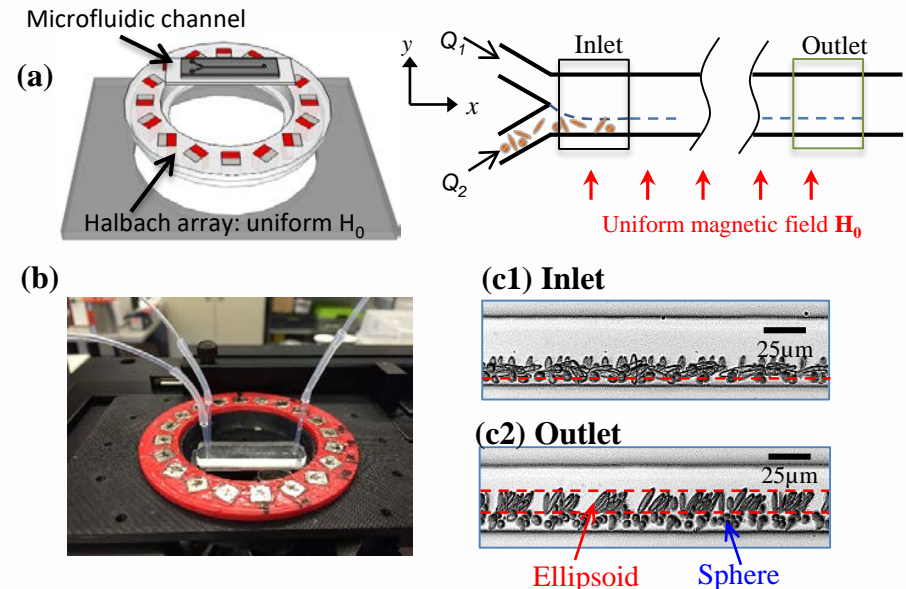 (a)
Microfluidic channel
Halbach array: uniform H₀
y
x
Q₁
Q₂
Inlet
Outlet
Uniform magnetic field H₀
(b)
(c1) Inlet
25µm
(c2) Outlet
25µm
Ellipsoid
Sphere